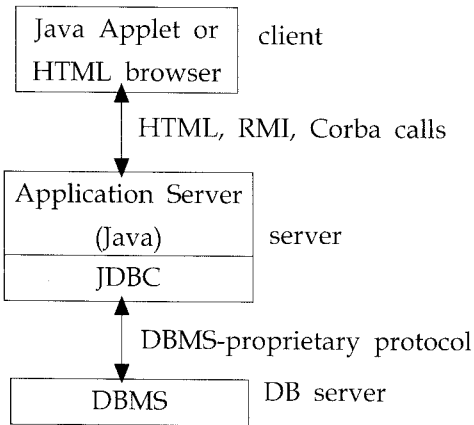 Java Applet or
HTML browser
client
HTML, RMI, Corba calls
Application Server
(Java)
server
JDBC
DBMS-proprietary protocol
DBMS
DB server